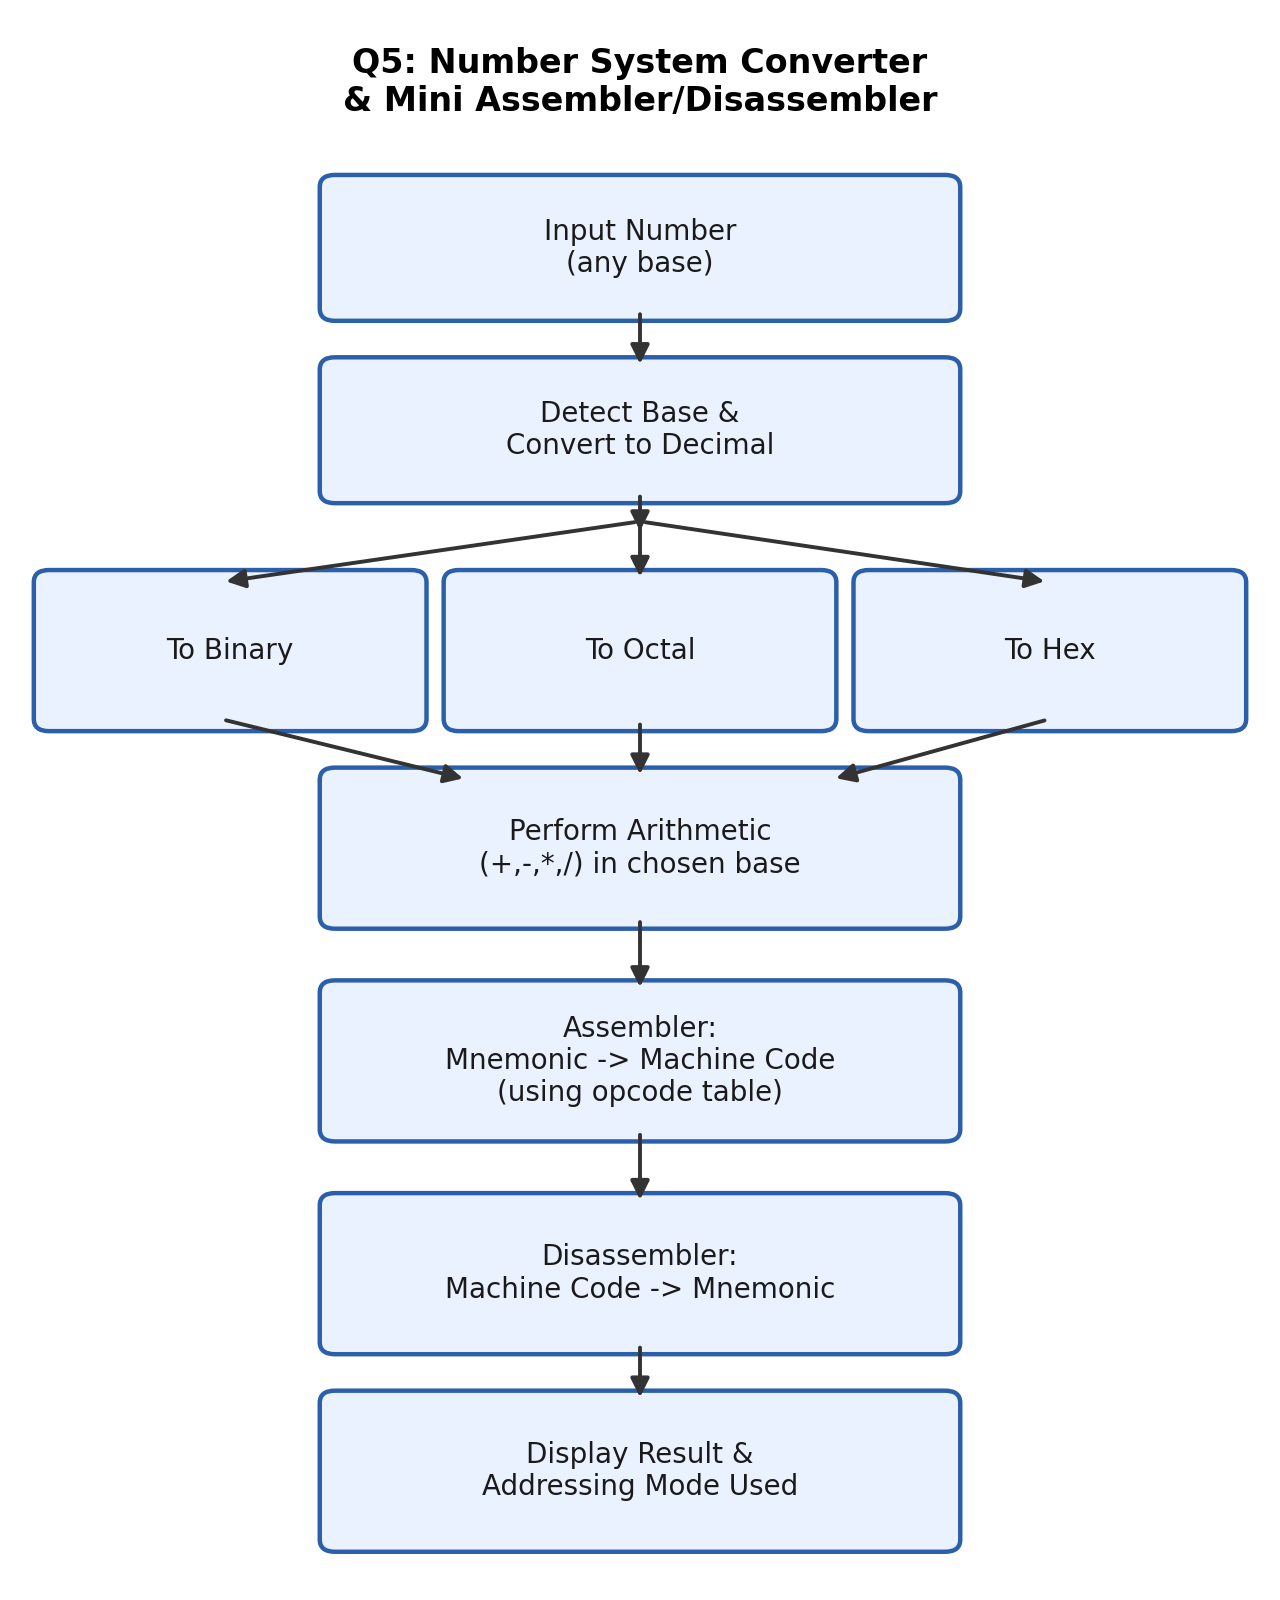 Q5: Number System Converter
& Mini Assembler/Disassembler
Input Number
(any base)
Detect Base &
Convert to Decimal
To Binary
To Octal
To Hex
Perform Arithmetic
(+,-,*,/) in chosen base
Assembler:
Mnemonic -> Machine Code
(using opcode table)
Disassembler:
Machine Code -> Mnemonic
Display Result &
Addressing Mode Used